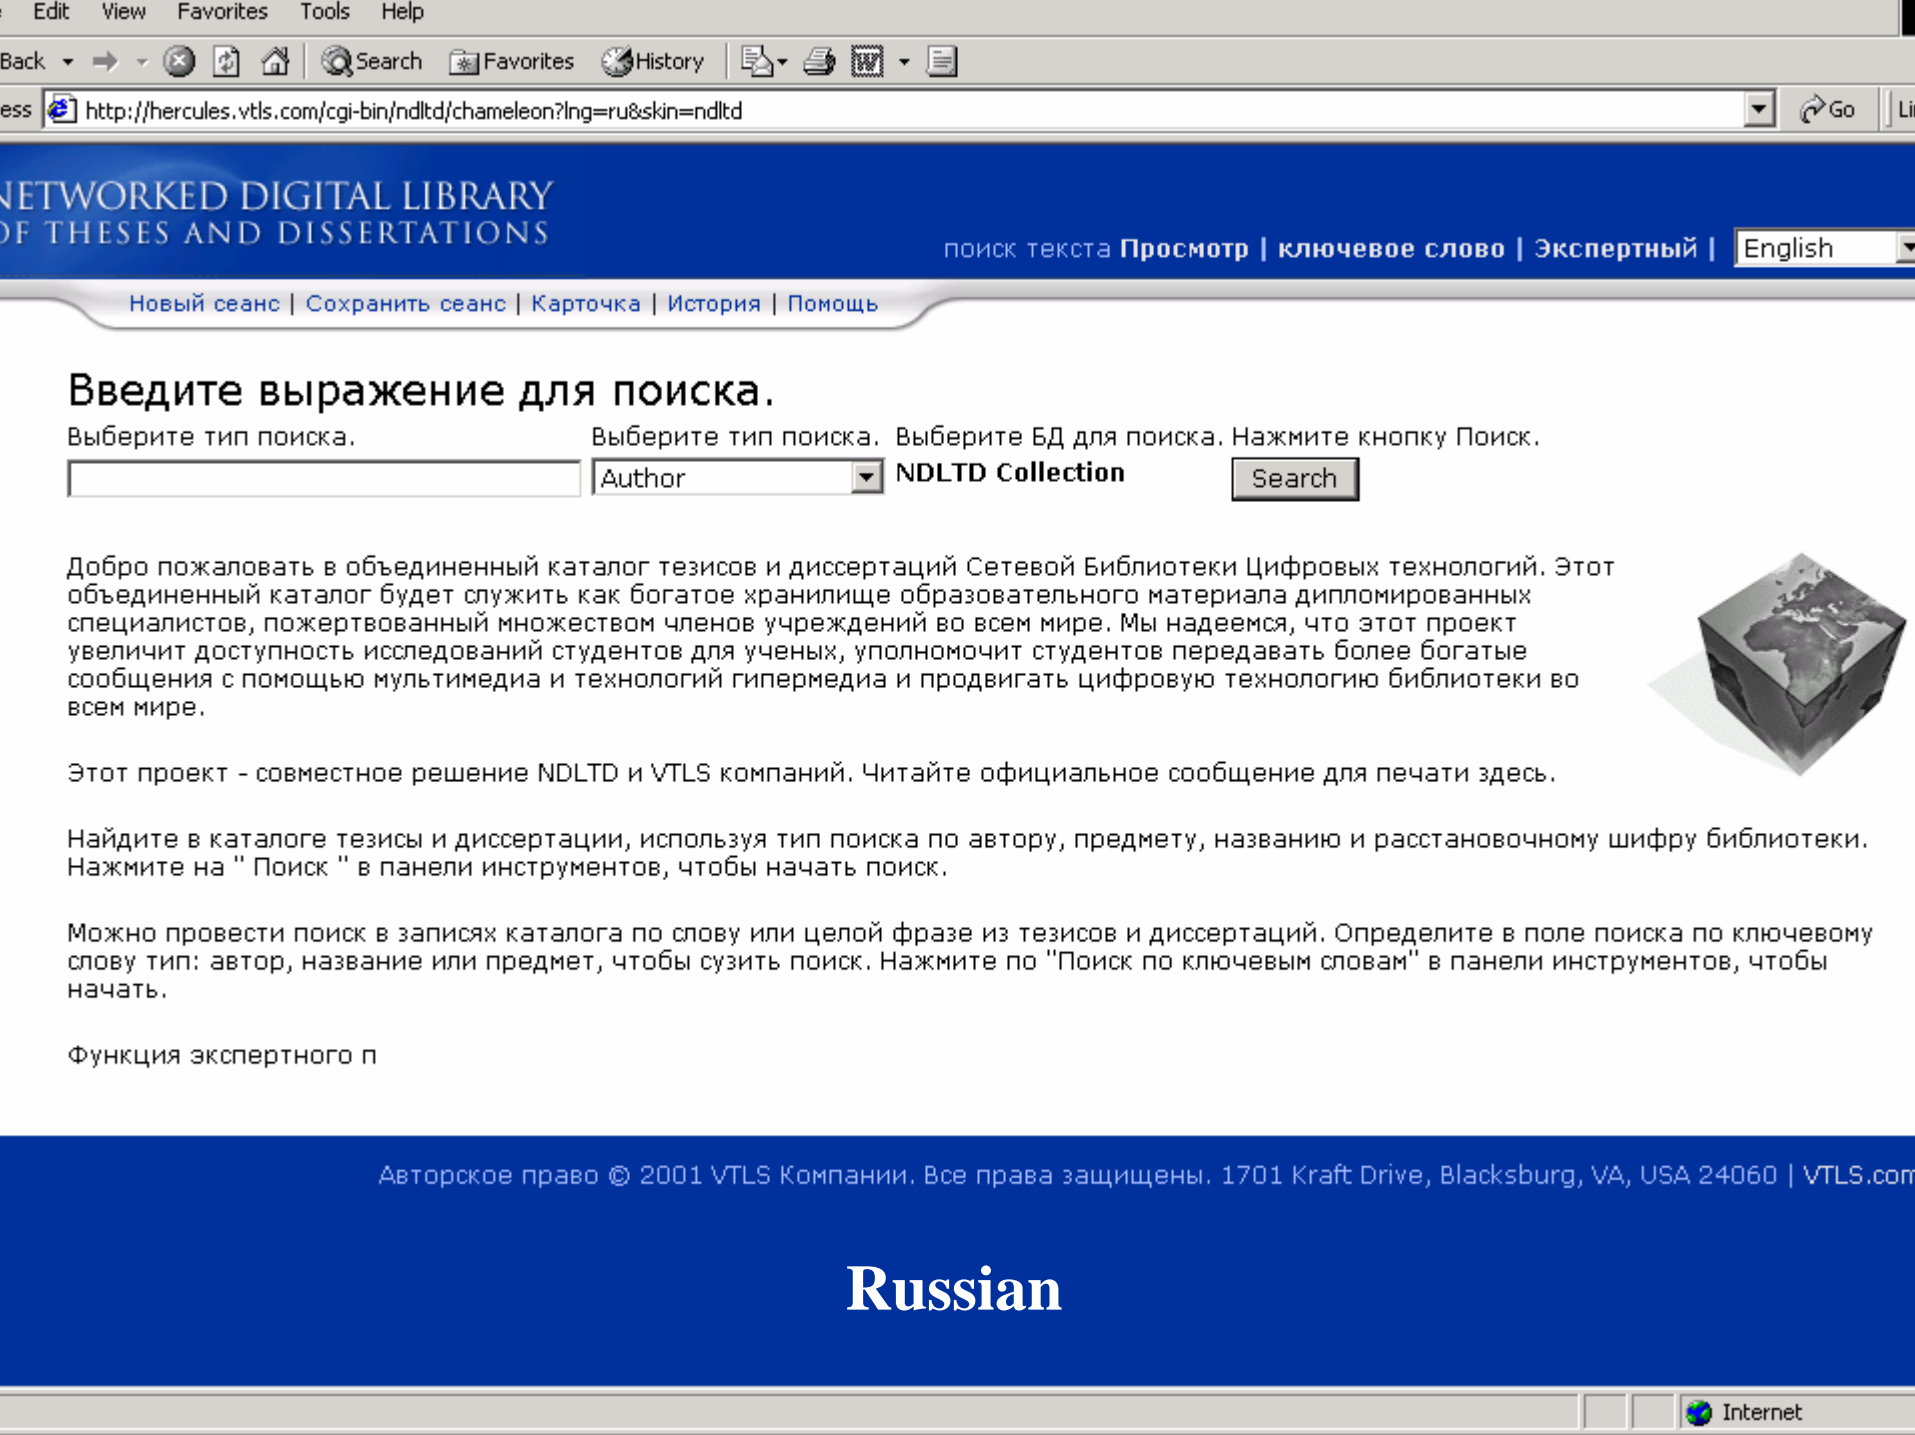 Edit View Favorites Tools Help
Back Search Favorites History
http://hercules.vtls.com/cgi-bin/ndltd/chameleon?lng=ru&skin=ndltd Go
NETWORKED DIGITAL LIBRARY
OF THESES AND DISSERTATIONS
поиск текста Просмотр | ключевое слово | Экспертный | English
Новый сеанс | Сохранить сеанс | Карточка | История | Помощь
Введите выражение для поиска.
Выберите тип поиска. Выберите тип поиска. Выберите БД для поиска. Нажмите кнопку Поиск.
Author NDLTD Collection Search
Добро пожаловать в объединенный каталог тезисов и диссертаций Сетевой Библиотеки Цифровых технологий. Этот
объединенный каталог будет служить как богатое хранилище образовательного материала дипломированных
специалистов, пожертвованный множеством членов учреждений во всем мире. Мы надеемся, что этот проект
увеличит доступность исследований студентов для ученых, уполномочит студентов передавать более богатые
сообщения с помощью мультимедиа и технологий гипермедиа и продвигать цифровую технологию библиотеки во
всем мире.
Этот проект - совместное решение NDLTD и VTLS компаний. Читайте официальное сообщение для печати здесь.
Найдите в каталоге тезисы и диссертации, используя тип поиска по автору, предмету, названию и расстановочному шифру библиотеки.
Нажмите на " Поиск " в панели инструментов, чтобы начать поиск.
Можно провести поиск в записях каталога по слову или целой фразе из тезисов и диссертаций. Определите в поле поиска по ключевому
слову тип: автор, название или предмет, чтобы сузить поиск. Нажмите по "Поиск по ключевым словам" в панели инструментов, чтобы
начать.
Функция экспертного п
Авторское право © 2001 VTLS Компании. Все права защищены. 1701 Kraft Drive, Blacksburg, VA, USA 24060 | VTLS.com
Russian
Internet